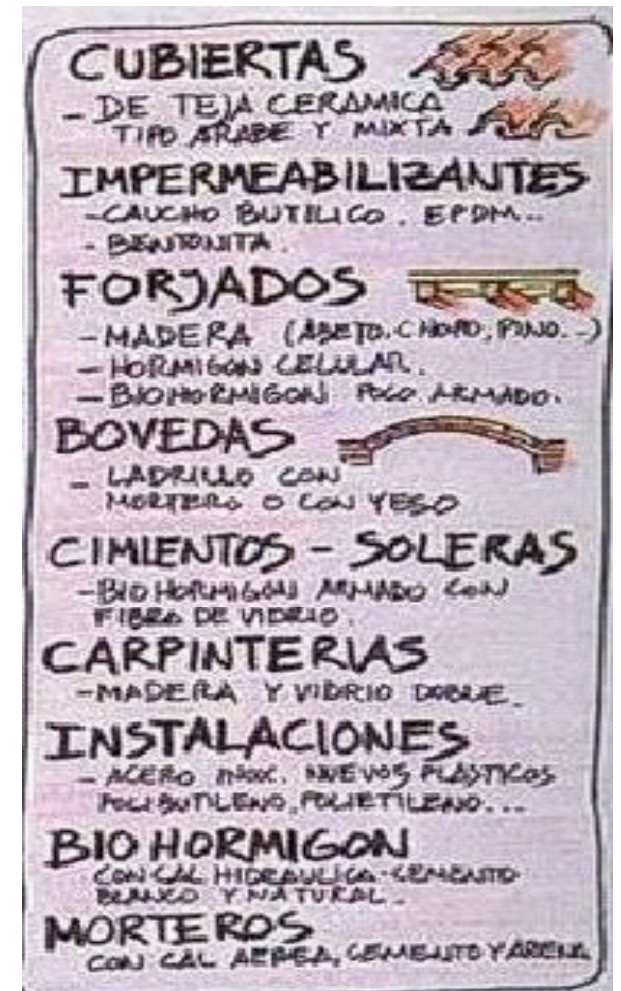 CUBIERTAS
- DE TEJA CERAMICA
TIPO ARABE Y MIXTA
IMPERMEABILIZANTES
- CAUCHO BUTILICO. EPDM...
- BENTONITA.
FORJADOS
- MADERA (ABETO, CHOPO, PINO...)
- HORMIGON CELULAR.
- BIOHORMIGON POCO ARMADO.
BOVEDAS
- LADRILLO CON
MORTERO O CON YESO
CIMIENTOS - SOLERAS
- BIOHORMIGON ARMADO CON
FIBRA DE VIDRIO.
CARPINTERIAS
- MADERA Y VIDRIO DOBLE.
INSTALACIONES
- ACERO INOX. NUEVOS PLASTICOS
POLIBUTILENO, POLIETILENO...
BIO HORMIGON
CON CAL HIDRAULICA-CEMENTO
BLANCO Y NATURAL.
MORTEROS
CON CAL AEREA, CEMENTO Y ARENA